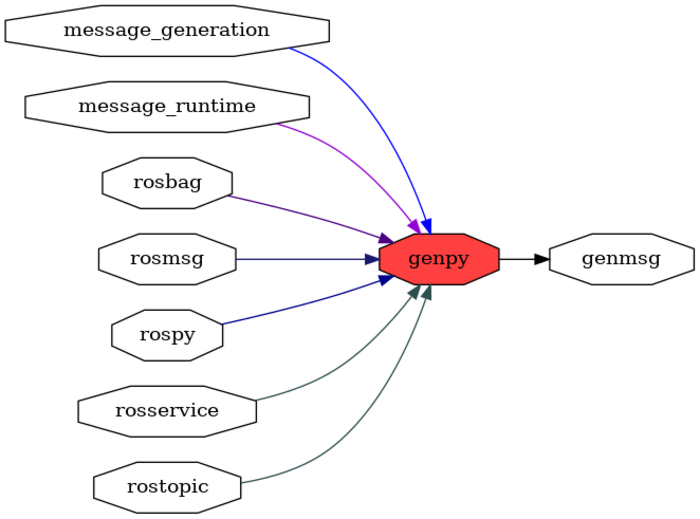 message_generation
message_runtime
rosbag
rosmsg
genpy
genmsg
rospy
rosservice
rostopic